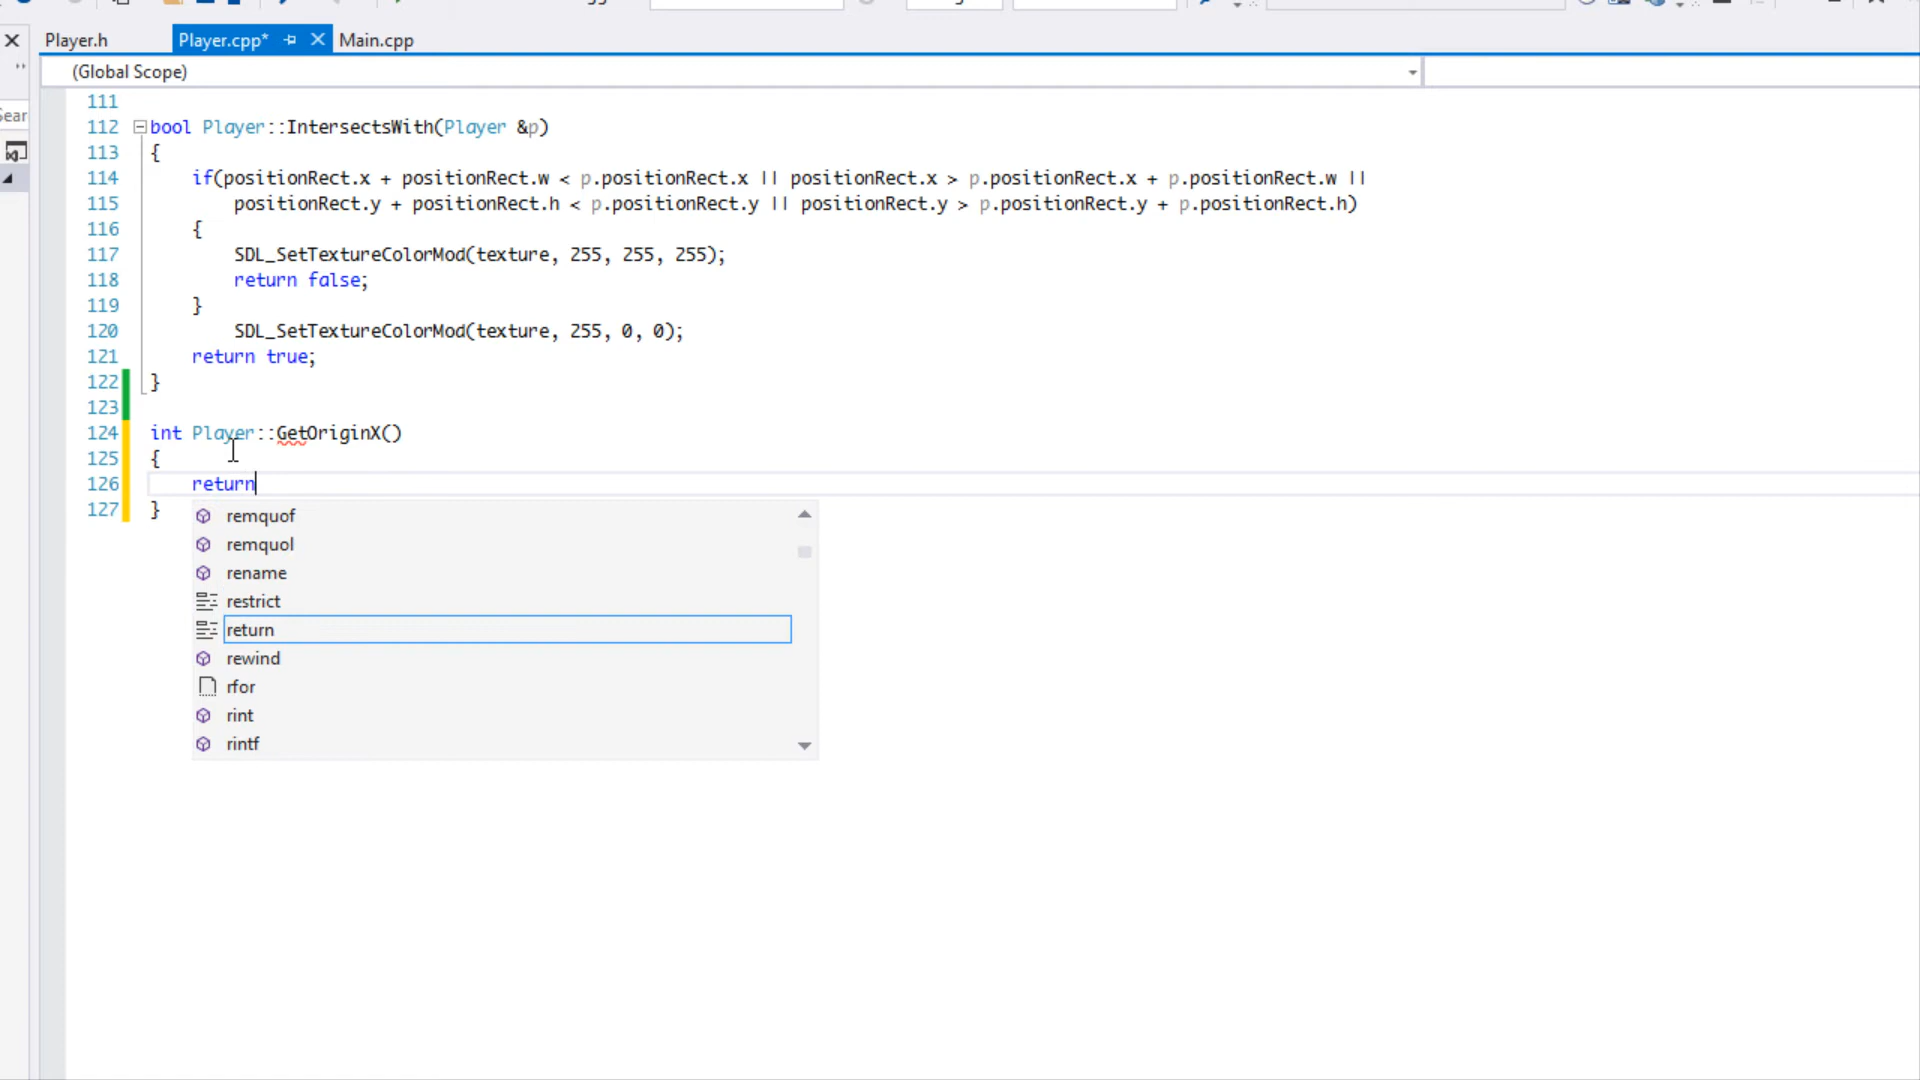 Player.h Player.cpp* Main.cpp
(Global Scope)
111
112 bool Player::IntersectsWith(Player &p)
113 {
114 if(positionRect.x + positionRect.w < p.positionRect.x || positionRect.x > p.positionRect.x + p.positionRect.w ||
115 positionRect.y + positionRect.h < p.positionRect.y || positionRect.y > p.positionRect.y + p.positionRect.h)
116 {
117 SDL_SetTextureColorMod(texture, 255, 255, 255);
118 return false;
119 }
120 SDL_SetTextureColorMod(texture, 255, 0, 0);
121 return true;
122 }
123
124 int Player::GetOriginX()
125 {
126 return
127 }
remquof
remquol
rename
restrict
return
rewind
rfor
rint
rintf